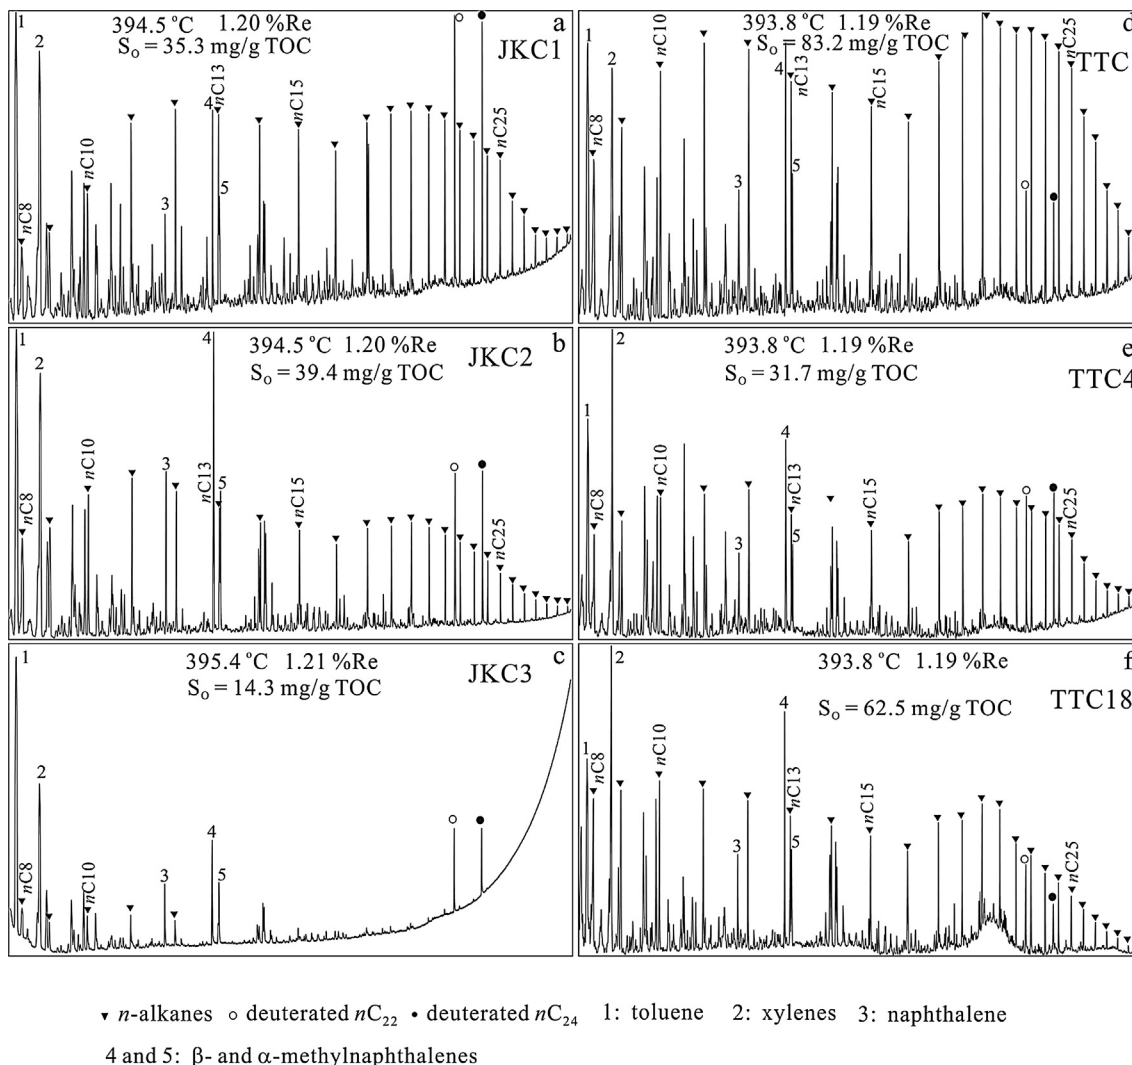 394.5 °C 1.20 %Re
So = 35.3 mg/g TOC
a
JKC1
1
2
nC8
nC10
3
4
nC13
5
nC15
nC25
393.8 °C 1.19 %Re
So = 83.2 mg/g TOC
d
TTC
1
2
nC8
nC10
3
4
nC13
5
nC15
nC25
394.5 °C 1.20 %Re
So = 39.4 mg/g TOC
b
JKC2
1
2
nC8
nC10
3
nC13
4
5
nC15
nC25
393.8 °C 1.19 %Re
So = 31.7 mg/g TOC
e
TTC4
1
2
nC8
nC10
3
4
nC13
5
nC15
nC25
395.4 °C 1.21 %Re
So = 14.3 mg/g TOC
c
JKC3
1
2
nC8
nC10
3
4
5
393.8 °C 1.19 %Re
So = 62.5 mg/g TOC
f
TTC18
1
2
nC8
nC10
3
4
nC13
5
nC15
nC25
▼ n-alkanes ○ deuterated nC22 • deuterated nC24 1: toluene 2: xylenes 3: naphthalene
4 and 5: β- and α-methylnaphthalenes